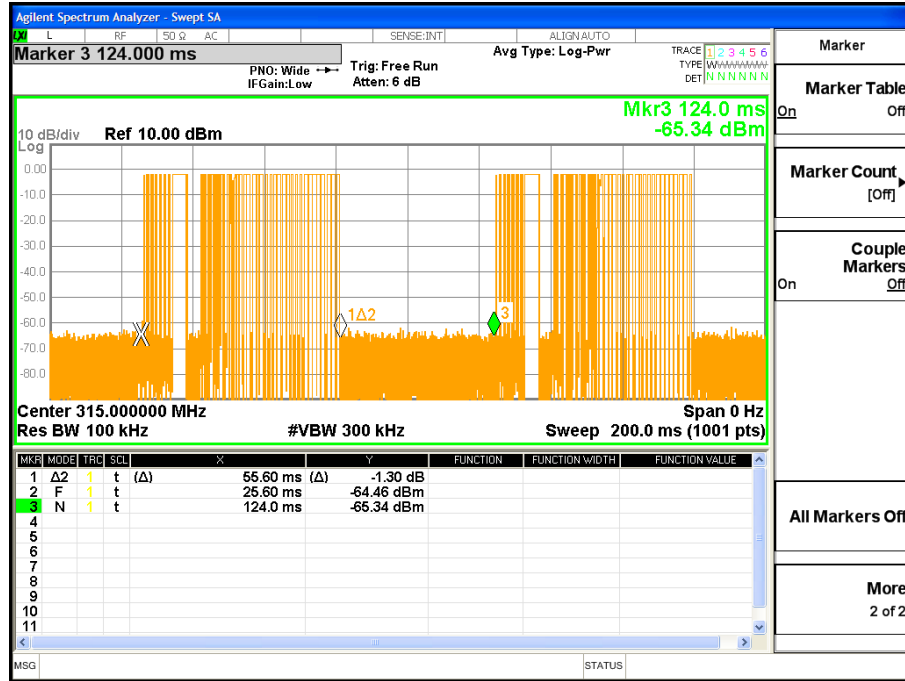 Agilent Spectrum Analyzer - Swept SA
LXI L RF 50 Ω AC SENSE:INT ALIGN AUTO
Marker 3 124.000 ms
PNO: Wide
IFGain:Low
Trig: Free Run
Atten: 6 dB
Avg Type: Log-Pwr
TRACE 1 2 3 4 5 6
TYPE WWWWWWWW
DET N N N N N N
Mkr3 124.0 ms
-65.34 dBm
10 dB/div Ref 10.00 dBm
Log
0.00
-10.0
-20.0
-30.0
-40.0
-50.0
-60.0
-70.0
-80.0
1Δ2
3
Center 315.000000 MHz Span 0 Hz
Res BW 100 kHz #VBW 300 kHz Sweep 200.0 ms (1001 pts)
MKR MODE TRC SCL X Y FUNCTION FUNCTION WIDTH FUNCTION VALUE
1 Δ2 1 t (Δ) 55.60 ms (Δ) -1.30 dB
2 F 1 t 25.60 ms -64.46 dBm
3 N 1 t 124.0 ms -65.34 dBm
4
5
6
7
8
9
10
11
MSG STATUS
Marker
Marker Table
On Off
Marker Count
[Off]
Couple
Markers
On Off
All Markers Off
More
2 of 2